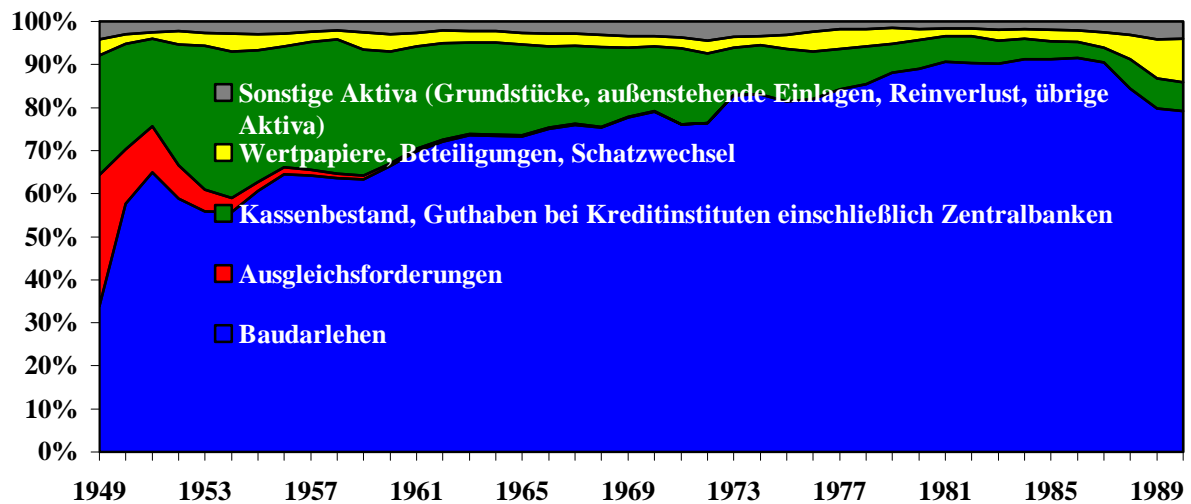 100%
90%
80%
70%
60%
50%
40%
30%
20%
10%
0%
Sonstige Aktiva (Grundstücke, außenstehende Einlagen, Reinverlust, übrige
Aktiva)
Wertpapiere, Beteiligungen, Schatzwechsel
Kassenbestand, Guthaben bei Kreditinstituten einschließlich Zentralbanken
Ausgleichsforderungen
Baudarlehen
1949 1953 1957 1961 1965 1969 1973 1977 1981 1985 1989